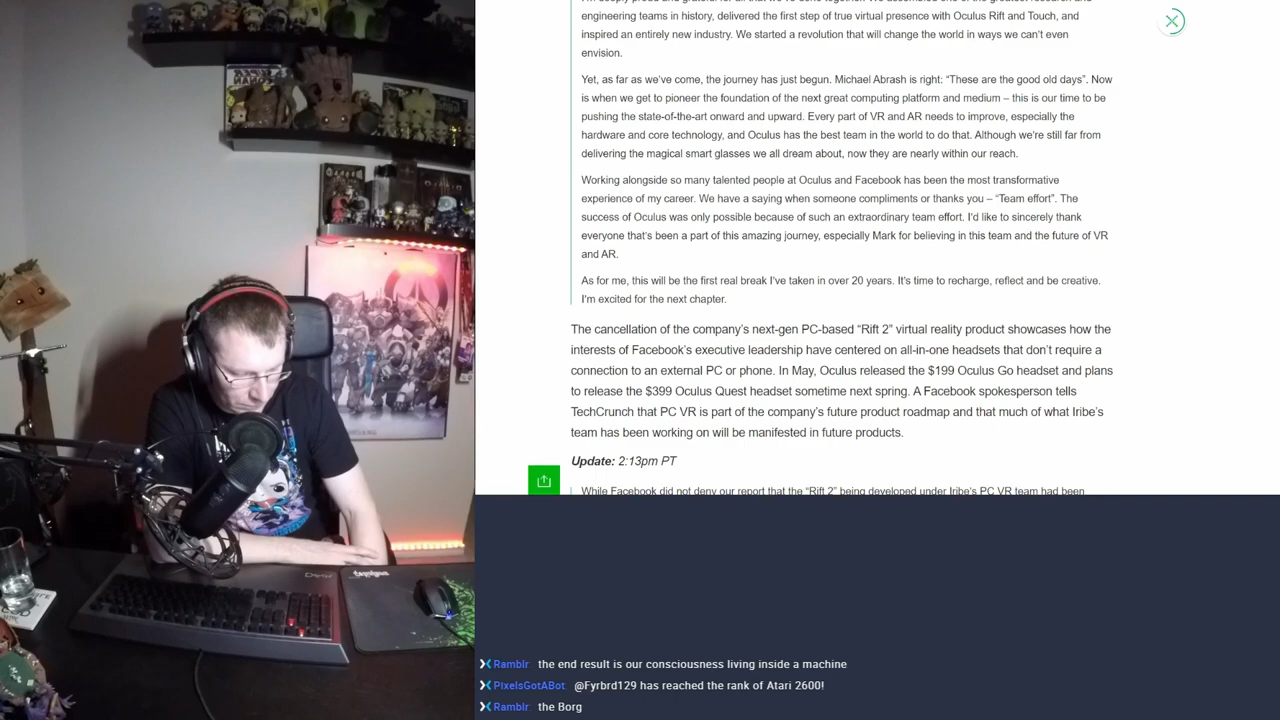 engineering teams in history, delivered the first step of true virtual presence with Oculus Rift and Touch, and
inspired an entirely new industry. We started a revolution that will change the world in ways we can't even
envision.
Yet, as far as we've come, the journey has just begun. Michael Abrash is right: “These are the good old days”. Now
is when we get to pioneer the foundation of the next great computing platform and medium – this is our time to be
pushing the state-of-the-art onward and upward. Every part of VR and AR needs to improve, especially the
hardware and core technology, and Oculus has the best team in the world to do that. Although we're still far from
delivering the magical smart glasses we all dream about, now they are nearly within our reach.
Working alongside so many talented people at Oculus and Facebook has been the most transformative
experience of my career. We have a saying when someone compliments or thanks you – “Team effort”. The
success of Oculus was only possible because of such an extraordinary team effort. I'd like to sincerely thank
everyone that's been a part of this amazing journey, especially Mark for believing in this team and the future of VR
and AR.
As for me, this will be the first real break I've taken in over 20 years. It's time to recharge, reflect and be creative.
I'm excited for the next chapter.
The cancellation of the company's next-gen PC-based “Rift 2” virtual reality product showcases how the
interests of Facebook's executive leadership have centered on all-in-one headsets that don't require a
connection to an external PC or phone. In May, Oculus released the $199 Oculus Go headset and plans
to release the $399 Oculus Quest headset sometime next spring. A Facebook spokesperson tells
TechCrunch that PC VR is part of the company's future product roadmap and that much of what Iribe's
team has been working on will be manifested in future products.
Update: 2:13pm PT
While Facebook did not deny our report that the “Rift 2” being developed under Iribe's PC VR team had been
Ramblr the end result is our consciousness living inside a machine
PixelsGotABot @Fyrbrd129 has reached the rank of Atari 2600!
Ramblr the Borg